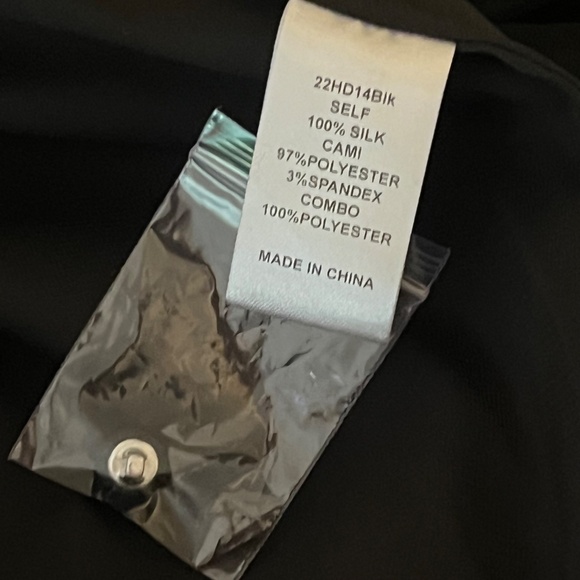 22HD14Blk
SELF
100% SILK
CAMI
97%POLYESTER
3%SPANDEX
COMBO
100%POLYESTER
MADE IN CHINA